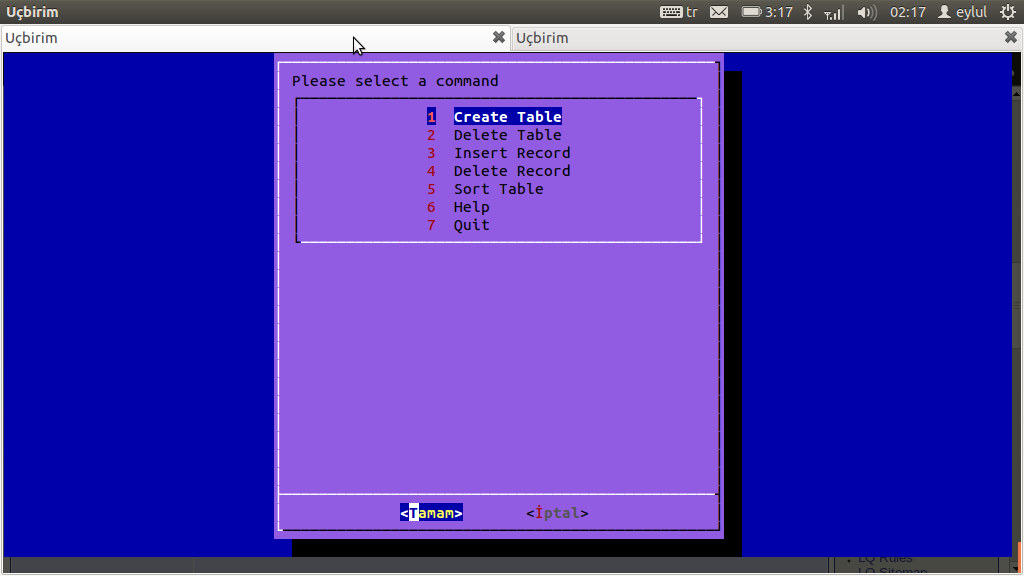 Uçbirim
tr 3:17 02:17 eylul
Uçbirim Uçbirim
Please select a command
1 Create Table
2 Delete Table
3 Insert Record
4 Delete Record
5 Sort Table
6 Help
7 Quit
<Tamam> <İptal>
LQ Rules
LQ Sitemap